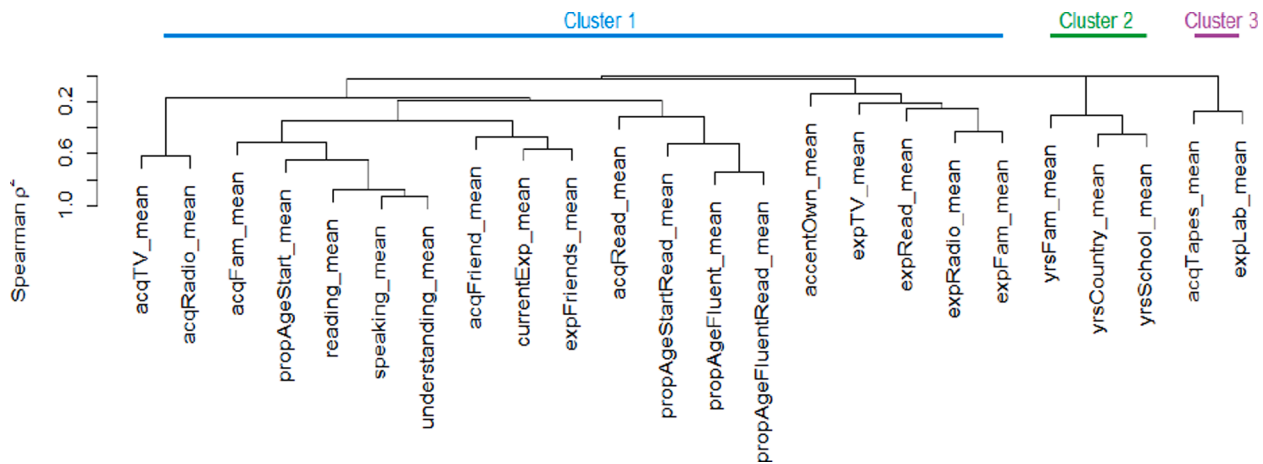 Cluster 1
Cluster 2
Cluster 3
Spearman ρ²
0.2
0.6
1.0
acqTV_mean
acqRadio_mean
acqFam_mean
propAgeStart_mean
reading_mean
speaking_mean
understanding_mean
acqFriend_mean
currentExp_mean
expFriends_mean
acqRead_mean
propAgeStartRead_mean
propAgeFluent_mean
propAgeFluentRead_mean
accentOwn_mean
expTV_mean
expRead_mean
expRadio_mean
expFam_mean
yrsFam_mean
yrsCountry_mean
yrsSchool_mean
acqTapes_mean
expLab_mean